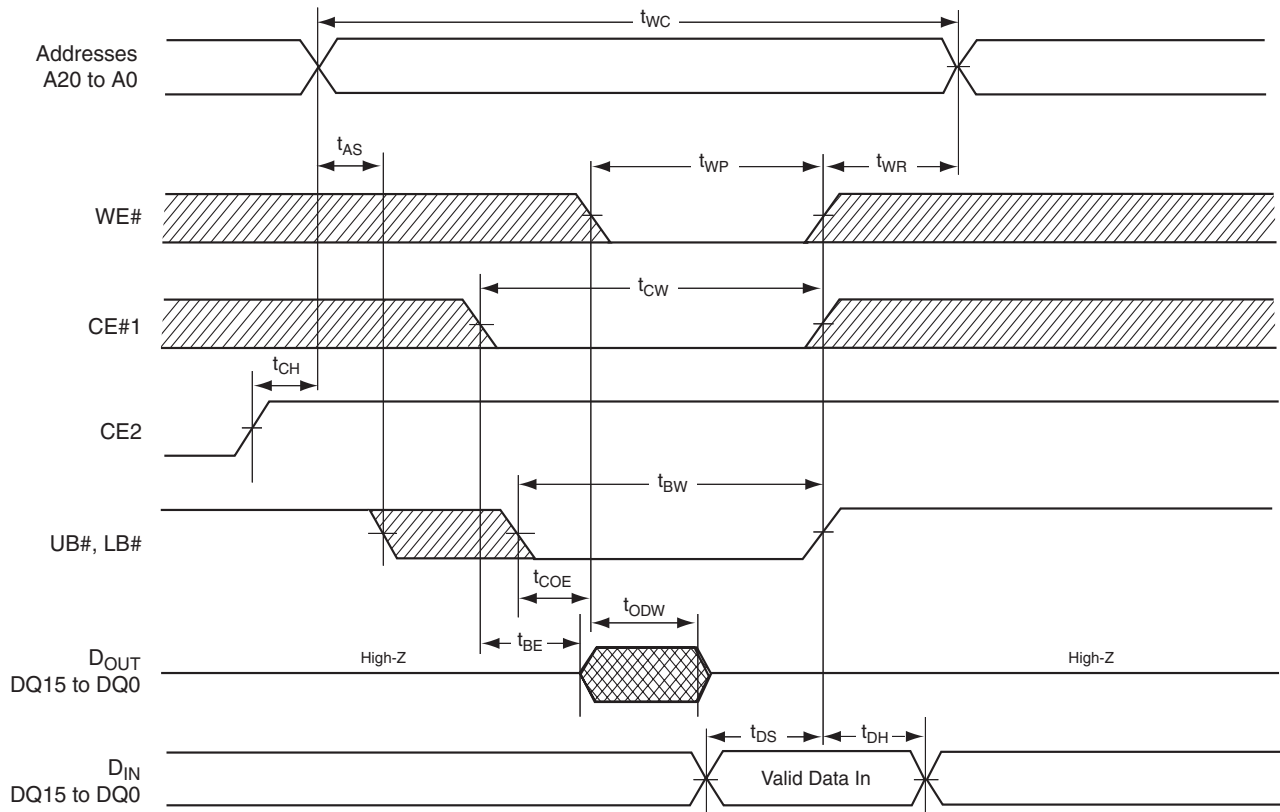 tWC
Addresses
A20 to A0
tAS
tWP
tWR
WE#
tCW
CE#1
tCH
CE2
tBW
UB#, LB#
tCOE
tODW
tBE
DOUT
DQ15 to DQ0
High-Z
High-Z
tDS
tDH
DIN
DQ15 to DQ0
Valid Data In